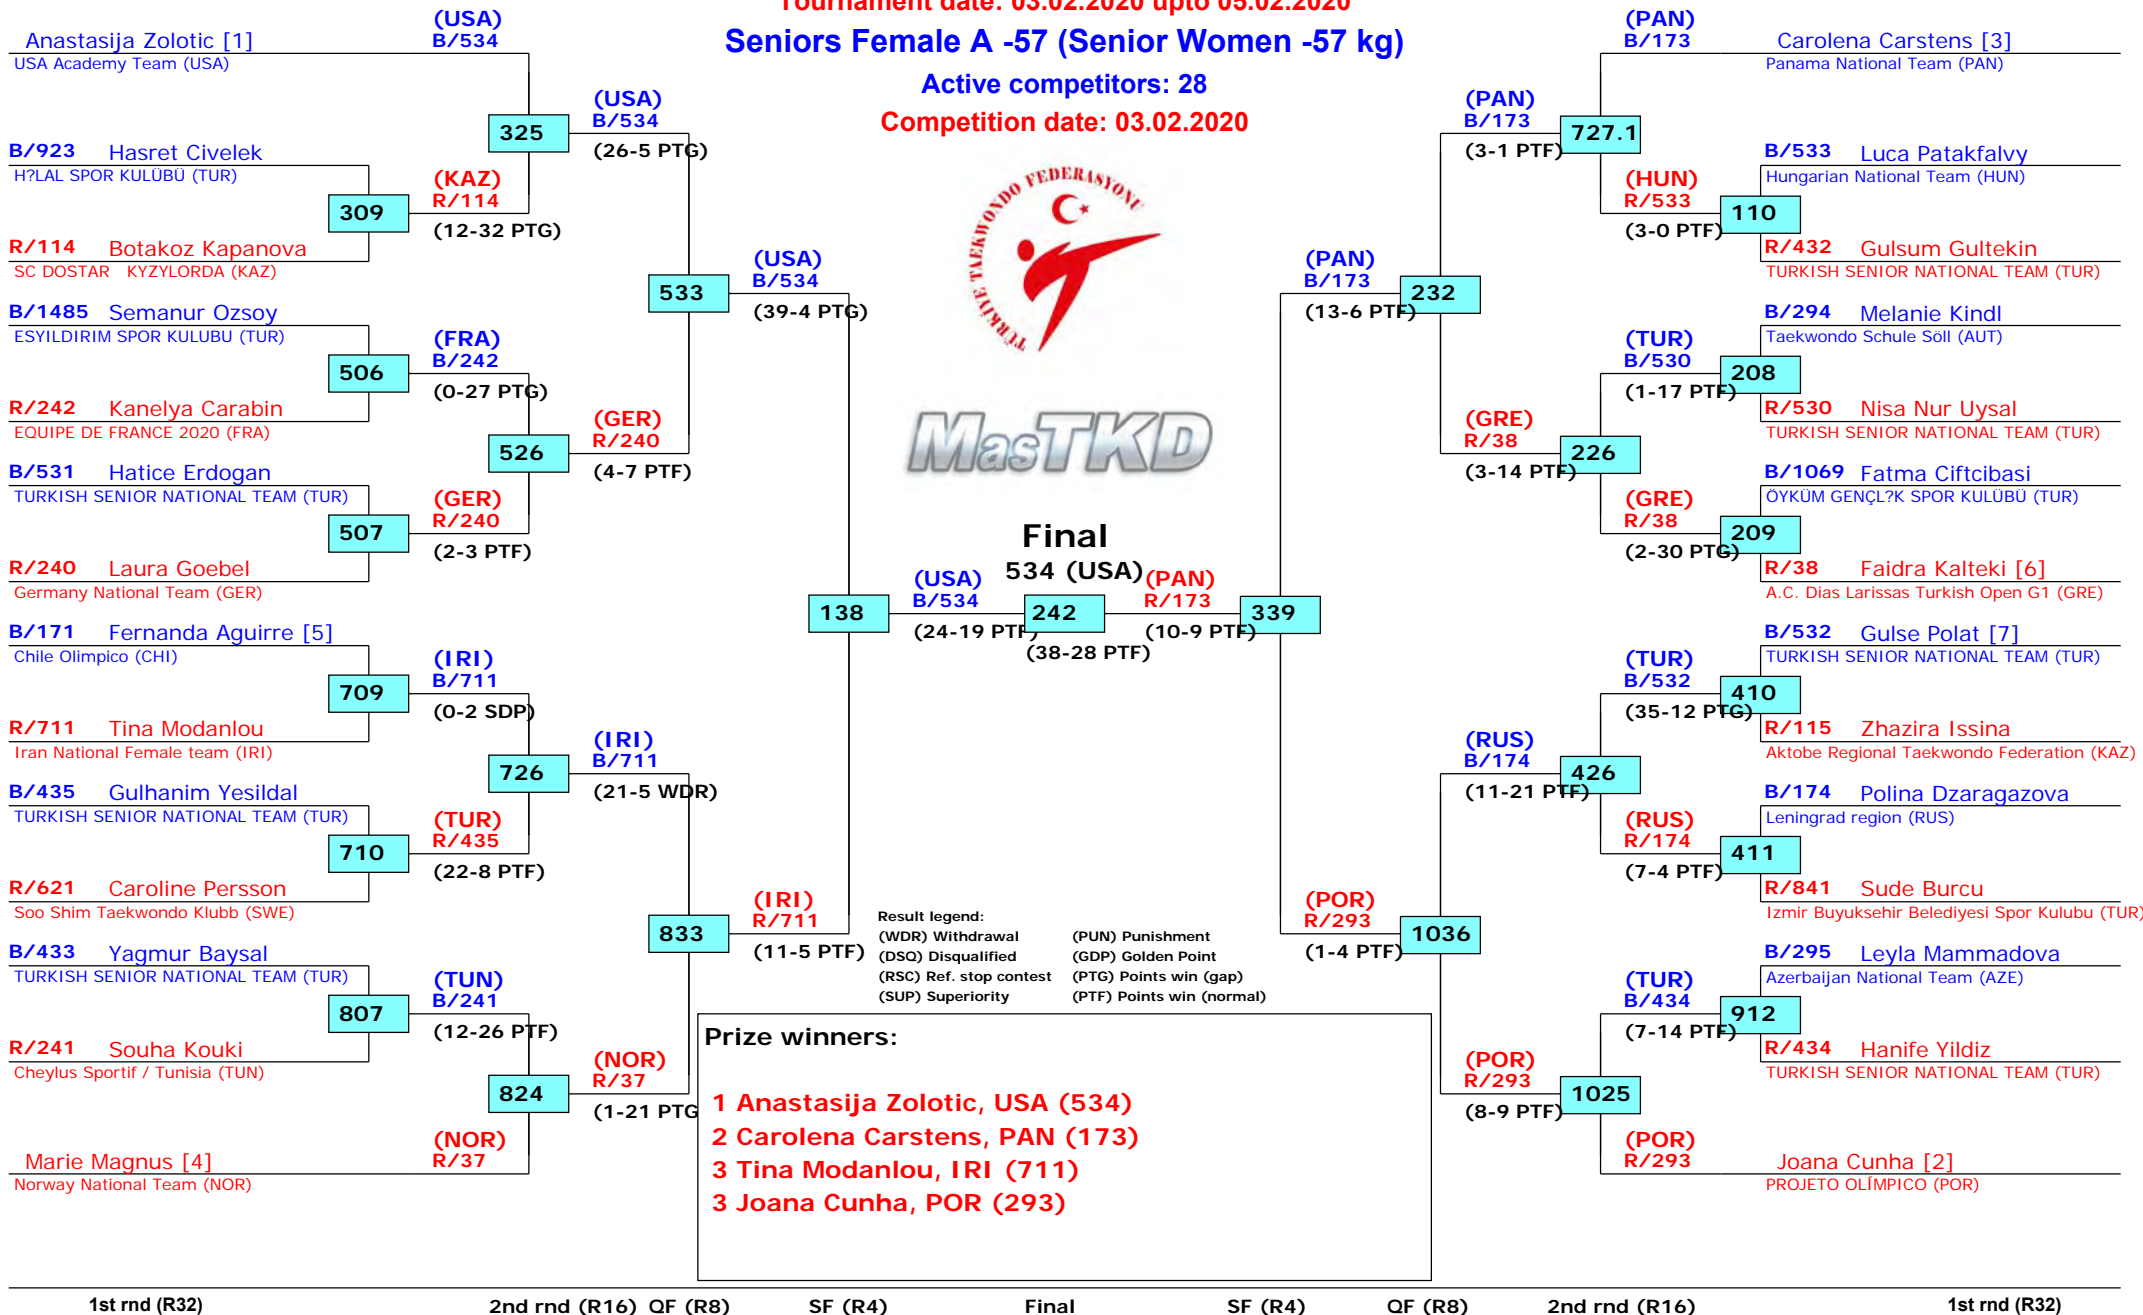 Tournament date: 03.02.2020 upto 05.02.2020
Seniors Female A -57 (Senior Women -57 kg)
Active competitors: 28
Competition date: 03.02.2020
TÜRKİYE TAEKWONDO FEDERASYONU
MasTKD
Anastasija Zolotic [1]
USA Academy Team (USA)
B/923 Hasret Civelek
H?LAL SPOR KULÜBÜ (TUR)
R/114 Botakoz Kapanova
SC DOSTAR KYZYLORDA (KAZ)
B/1485 Semanur Ozsoy
ESYILDIRIM SPOR KULUBU (TUR)
R/242 Kanelya Carabin
EQUIPE DE FRANCE 2020 (FRA)
B/531 Hatice Erdogan
TURKISH SENIOR NATIONAL TEAM (TUR)
R/240 Laura Goebel
Germany National Team (GER)
B/171 Fernanda Aguirre [5]
Chile Olimpico (CHI)
R/711 Tina Modanlou
Iran National Female team (IRI)
B/435 Gulhanim Yesildal
TURKISH SENIOR NATIONAL TEAM (TUR)
R/621 Caroline Persson
Soo Shim Taekwondo Klubb (SWE)
B/433 Yagmur Baysal
TURKISH SENIOR NATIONAL TEAM (TUR)
R/241 Souha Kouki
Cheylus Sportif / Tunisia (TUN)
Marie Magnus [4]
Norway National Team (NOR)
309
506
507
709
710
807
(USA)
B/534
(KAZ)
R/114
(12-32 PTG)
(FRA)
B/242
(0-27 PTG)
(GER)
R/240
(2-3 PTF)
(IRI)
B/711
(0-2 SDP)
(TUR)
R/435
(22-8 PTF)
(TUN)
B/241
(12-26 PTF)
(NOR)
R/37
325
526
726
824
(USA)
B/534
(26-5 PTG)
(GER)
R/240
(4-7 PTF)
(IRI)
B/711
(21-5 WDR)
(NOR)
R/37
(1-21 PTG
533
833
(USA)
B/534
(39-4 PTG)
(IRI)
R/711
(11-5 PTF)
138
(USA)
B/534
(24-19 PTF)
Final
534 (USA)
242
(38-28 PTF)
(PAN)
R/173
(10-9 PTF)
339
(PAN)
B/173
(13-6 PTF)
(POR)
R/293
(1-4 PTF)
232
1036
(PAN)
B/173
(3-1 PTF)
(GRE)
R/38
(3-14 PTF)
(RUS)
B/174
(11-21 PTF)
(POR)
R/293
(8-9 PTF)
727.1
226
426
1025
(PAN)
B/173
(HUN)
R/533
(3-0 PTF)
(TUR)
B/530
(1-17 PTF)
(GRE)
R/38
(2-30 PTG)
(TUR)
B/532
(35-12 PTG)
(RUS)
R/174
(7-4 PTF)
(TUR)
B/434
(7-14 PTF)
(POR)
R/293
110
208
209
410
411
912
Carolena Carstens [3]
Panama National Team (PAN)
B/533 Luca Patakfalvy
Hungarian National Team (HUN)
R/432 Gulsum Gultekin
TURKISH SENIOR NATIONAL TEAM (TUR)
B/294 Melanie Kindl
Taekwondo Schule Söll (AUT)
R/530 Nisa Nur Uysal
TURKISH SENIOR NATIONAL TEAM (TUR)
B/1069 Fatma Ciftcibasi
ÖYKÜM GENÇL?K SPOR KULÜBÜ (TUR)
R/38 Faidra Kalteki [6]
A.C. Dias Larissas Turkish Open G1 (GRE)
B/532 Gulse Polat [7]
TURKISH SENIOR NATIONAL TEAM (TUR)
R/115 Zhazira Issina
Aktobe Regional Taekwondo Federation (KAZ)
B/174 Polina Dzaragazova
Leningrad region (RUS)
R/841 Sude Burcu
Izmir Buyuksehir Belediyesi Spor Kulubu (TUR)
B/295 Leyla Mammadova
Azerbaijan National Team (AZE)
R/434 Hanife Yildiz
TURKISH SENIOR NATIONAL TEAM (TUR)
Joana Cunha [2]
PROJETO OLÍMPICO (POR)
Result legend:
(WDR) Withdrawal (PUN) Punishment
(DSQ) Disqualified (GDP) Golden Point
(RSC) Ref. stop contest (PTG) Points win (gap)
(SUP) Superiority (PTF) Points win (normal)
Prize winners:
1 Anastasija Zolotic, USA (534)
2 Carolena Carstens, PAN (173)
3 Tina Modanlou, IRI (711)
3 Joana Cunha, POR (293)
1st rnd (R32) 2nd rnd (R16) QF (R8) SF (R4) Final SF (R4) QF (R8) 2nd rnd (R16) 1st rnd (R32)